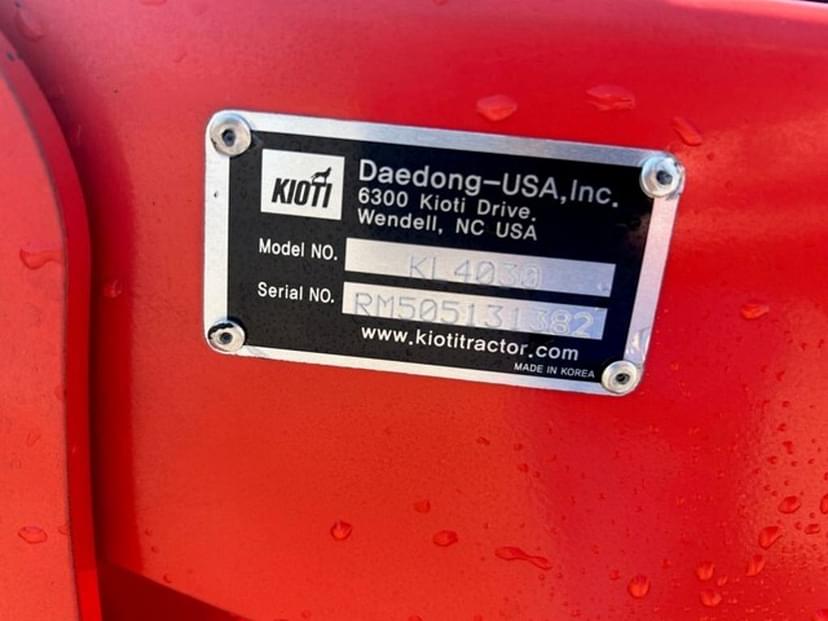 KIOTI
Daedong-USA, Inc.
6300 Kioti Drive.
Wendell, NC USA
Model NO. KL4030
Serial NO. RM505131382
www.kiotitractor.com
MADE IN KOREA